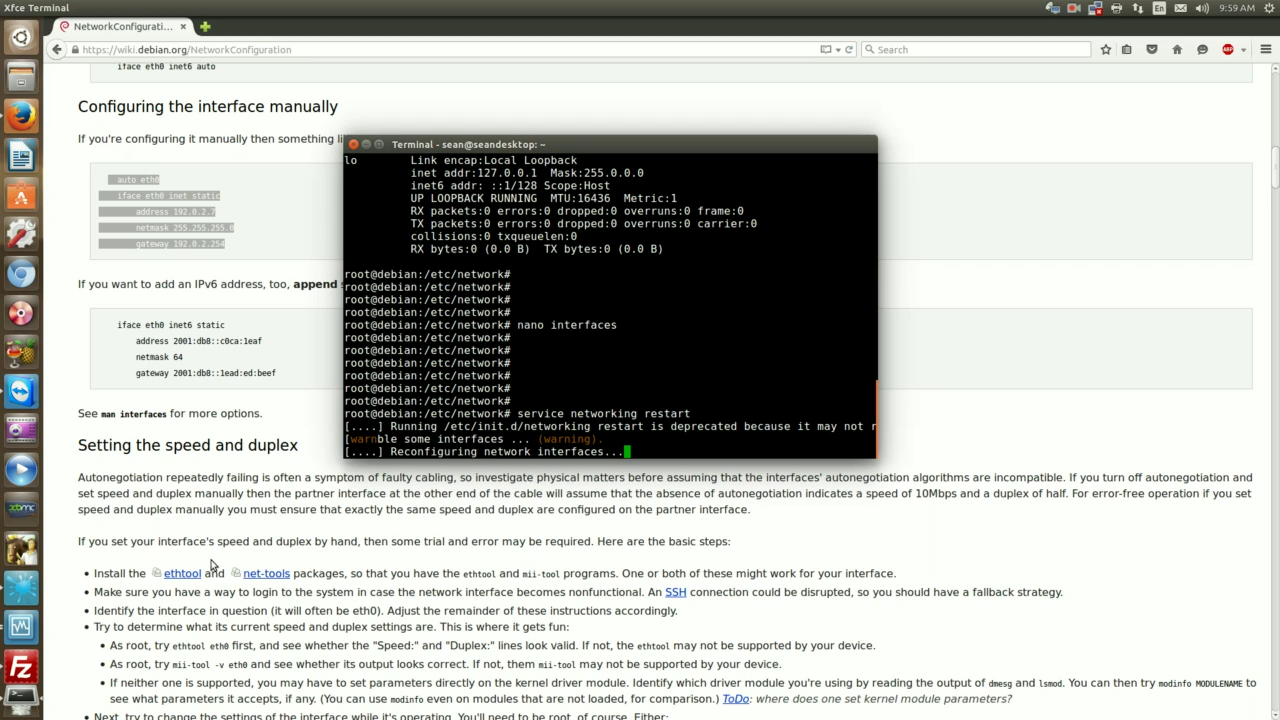 Xfce Terminal
En
9:59 AM
NetworkConfigurati...
https://wiki.debian.org/NetworkConfiguration
Search
ABP
iface eth0 inet6 auto
Configuring the interface manually
If you're configuring it manually then something li
auto eth0
iface eth0 inet static
address 192.0.2.7
netmask 255.255.255.0
gateway 192.0.2.254
If you want to add an IPv6 address, too, append s
iface eth0 inet6 static
address 2001:db8::c0ca:1eaf
netmask 64
gateway 2001:db8::1ead:ed:beef
See man interfaces for more options.
Terminal - sean@seandesktop: ~
lo Link encap:Local Loopback
inet addr:127.0.0.1 Mask:255.0.0.0
inet6 addr: ::1/128 Scope:Host
UP LOOPBACK RUNNING MTU:16436 Metric:1
RX packets:0 errors:0 dropped:0 overruns:0 frame:0
TX packets:0 errors:0 dropped:0 overruns:0 carrier:0
collisions:0 txqueuelen:0
RX bytes:0 (0.0 B) TX bytes:0 (0.0 B)
root@debian:/etc/network#
root@debian:/etc/network#
root@debian:/etc/network#
root@debian:/etc/network#
root@debian:/etc/network# nano interfaces
root@debian:/etc/network#
root@debian:/etc/network#
root@debian:/etc/network#
root@debian:/etc/network#
root@debian:/etc/network#
root@debian:/etc/network#
root@debian:/etc/network# service networking restart
[....] Running /etc/init.d/networking restart is deprecated because it may not r
[warnble some interfaces ... (warning).
[....] Reconfiguring network interfaces...
Setting the speed and duplex
Autonegotiation repeatedly failing is often a symptom of faulty cabling, so investigate physical matters before assuming that the interfaces' autonegotiation algorithms are incompatible. If you turn off autonegotiation and
set speed and duplex manually then the partner interface at the other end of the cable will assume that the absence of autonegotiation indicates a speed of 10Mbps and a duplex of half. For error-free operation if you set
speed and duplex manually you must ensure that exactly the same speed and duplex are configured on the partner interface.
If you set your interface's speed and duplex by hand, then some trial and error may be required. Here are the basic steps:
• Install the ethtool and net-tools packages, so that you have the ethtool and mii-tool programs. One or both of these might work for your interface.
• Make sure you have a way to login to the system in case the network interface becomes nonfunctional. An SSH connection could be disrupted, so you should have a fallback strategy.
• Identify the interface in question (it will often be eth0). Adjust the remainder of these instructions accordingly.
• Try to determine what its current speed and duplex settings are. This is where it gets fun:
• As root, try ethtool eth0 first, and see whether the "Speed:" and "Duplex:" lines look valid. If not, the ethtool may not be supported by your device.
• As root, try mii-tool -v eth0 and see whether its output looks correct. If not, them mii-tool may not be supported by your device.
• If neither one is supported, you may have to set parameters directly on the kernel driver module. Identify which driver module you're using by reading the output of dmesg and lsmod. You can then try modinfo MODULENAME to
see what parameters it accepts, if any. (You can use modinfo even on modules that are not loaded, for comparison.) ToDo: where does one set kernel module parameters?
• Next, try to change the settings of the interface while it's operating. You'll need to be root, of course. Either: